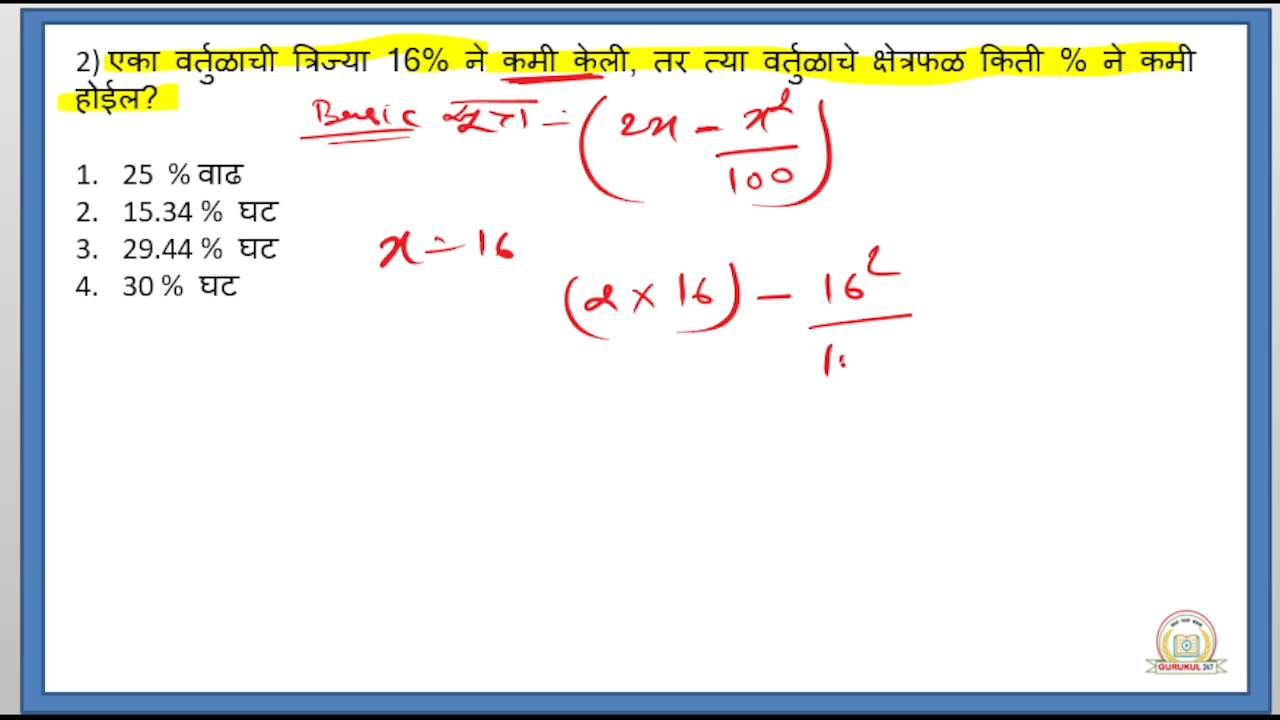 2) एका वर्तुळाची त्रिज्या 16% ने कमी केली, तर त्या वर्तुळाचे क्षेत्रफळ किती % ने कमी
होईल?
Basic सूत्र = (2x - x²/100)
1. 25 % वाढ
2. 15.34 % घट
3. 29.44 % घट
4. 30 % घट
x = 16
(2 × 16) - 16²
1
GURUKUL 247